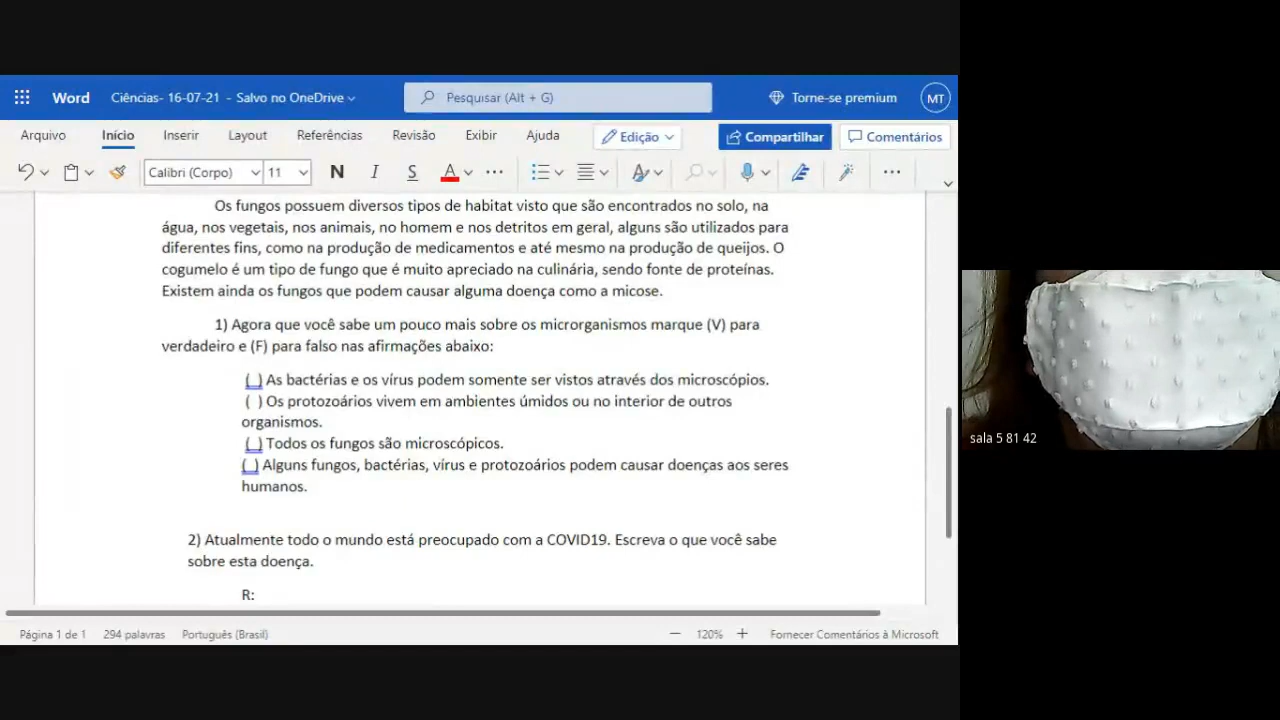 Word Ciências- 16-07-21 - Salvo no OneDrive Pesquisar (Alt + G) Torne-se premium MT
Arquivo Início Inserir Layout Referências Revisão Exibir Ajuda Edição Compartilhar Comentários
Calibri (Corpo) 11 N I S A
Os fungos possuem diversos tipos de habitat visto que são encontrados no solo, na
água, nos vegetais, nos animais, no homem e nos detritos em geral, alguns são utilizados para
diferentes fins, como na produção de medicamentos e até mesmo na produção de queijos. O
cogumelo é um tipo de fungo que é muito apreciado na culinária, sendo fonte de proteínas.
Existem ainda os fungos que podem causar alguma doença como a micose.
1) Agora que você sabe um pouco mais sobre os microrganismos marque (V) para
verdadeiro e (F) para falso nas afirmações abaixo:
( ) As bactérias e os vírus podem somente ser vistos através dos microscópios.
( ) Os protozoários vivem em ambientes úmidos ou no interior de outros
organismos.
( ) Todos os fungos são microscópicos.
( ) Alguns fungos, bactérias, vírus e protozoários podem causar doenças aos seres
humanos.
2) Atualmente todo o mundo está preocupado com a COVID19. Escreva o que você sabe
sobre esta doença.
R:
Página 1 de 1 294 palavras Português (Brasil) 120% Fornecer Comentários à Microsoft
sala 5 81 42